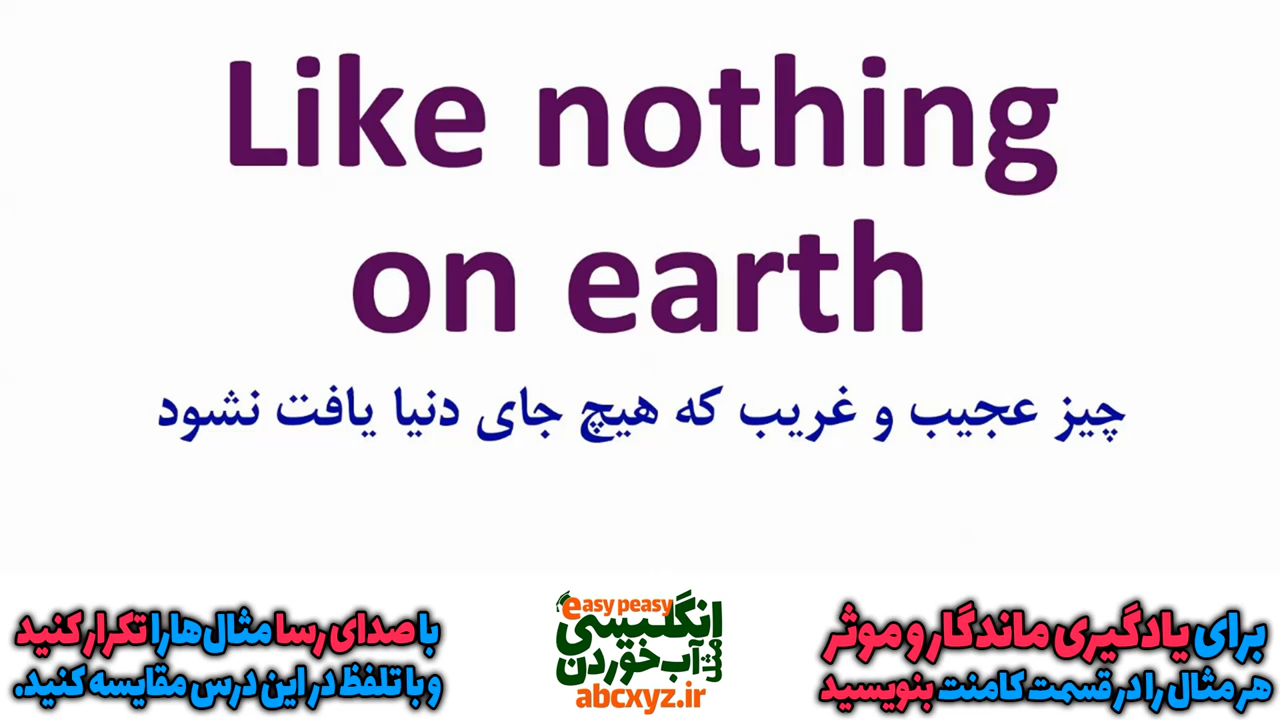 Like nothing
on earth
چیز عجیب و غریب که هیچ جای دنیا یافت نشود
برای یادگیری ماندگار و موثر
هر مثال را در قسمت کامنت بنویسید
easy peasy
انگلیسی
مثل آب خوردن
abcxyz.ir
با صدای رسا مثال‌ها را تکرار کنید
و با تلفظ در این درس مقایسه کنید.